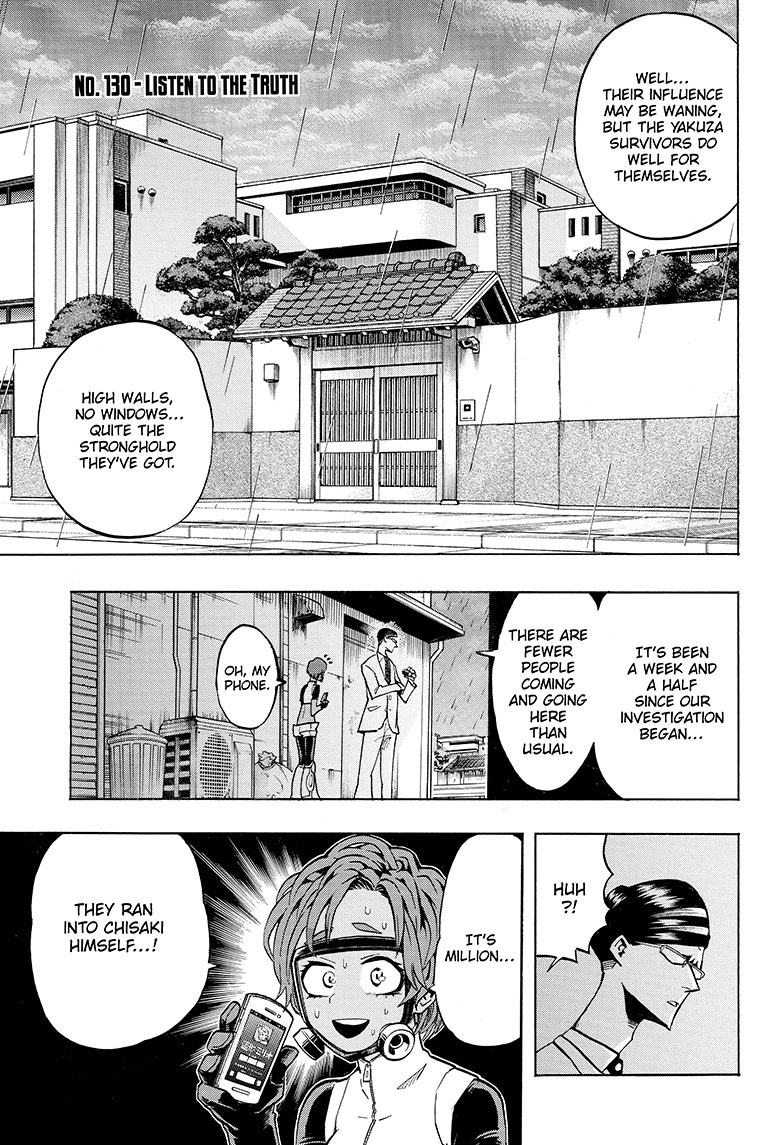 No. 130 - Listen to the Truth
WELL...
THEIR INFLUENCE
MAY BE WANING,
BUT THE YAKUZA
SURVIVORS DO
WELL FOR
THEMSELVES.
HIGH WALLS,
NO WINDOWS...
QUITE THE
STRONGHOLD
THEY'VE GOT.
IT'S BEEN
A WEEK AND
A HALF
SINCE OUR
INVESTIGATION
BEGAN...
THERE ARE
FEWER
PEOPLE
COMING
AND GOING
HERE
THAN
USUAL.
OH, MY
PHONE.
HUH
?!
IT'S
MILLION...
THEY RAN
INTO CHISAKI
HIMSELF...!